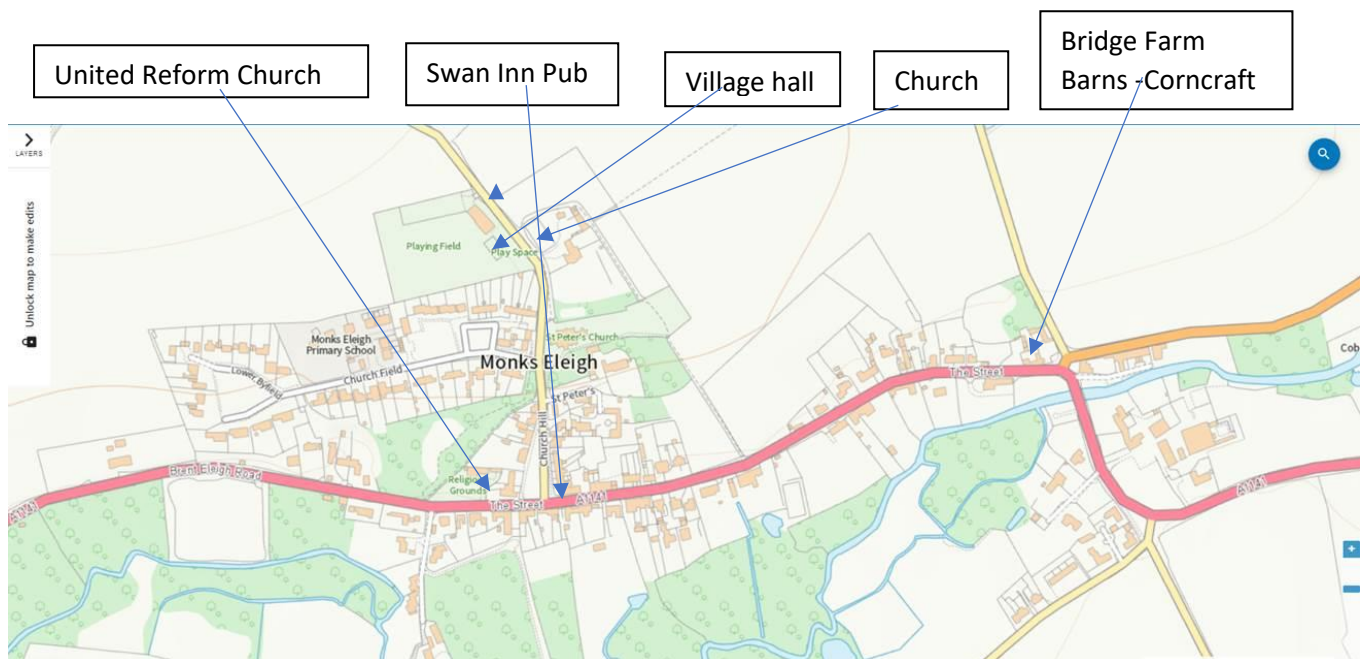 United Reform Church
Swan Inn Pub
Village hall
Church
Bridge Farm
Barns -Corncraft
LAYERS
Unlock map to make edits
Playing Field
Play Space
Monks Eleigh
Primary School
St Peter's Church
Monks Eleigh
Church Field
Lower Byfield
St Peter's
Church Hill
The Street
Cob
Brent Eleigh Road
Religious
Grounds
The Street
A1141
A1141
A1141